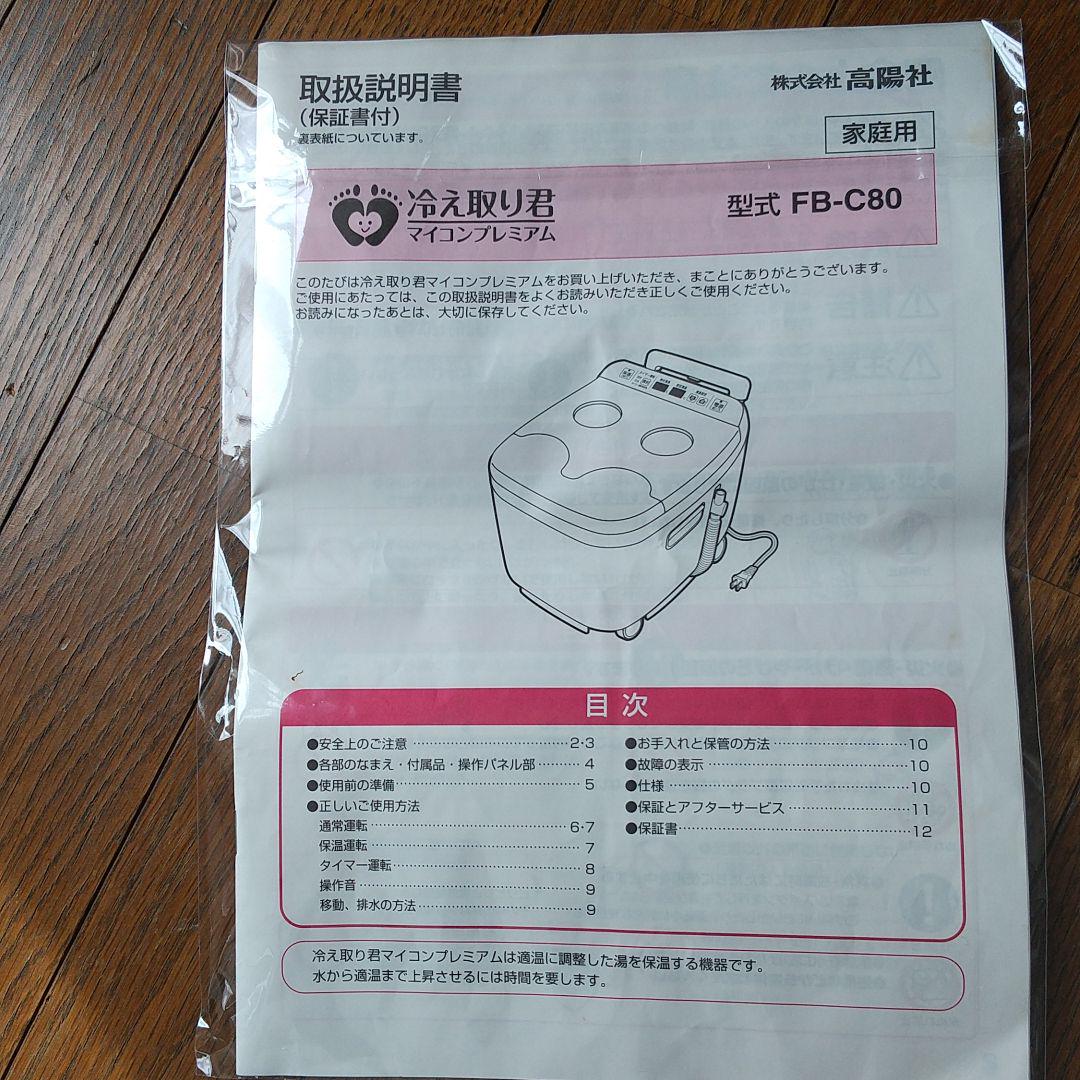 取扱説明書
(保証書付)
裏表紙についています。
株式会社 高陽社
家庭用
冷え取り君
マイコンプレミアム
型式 FB-C80
このたびは冷え取り君マイコンプレミアムをお買い上げいただき、まことにありがとうございます。
ご使用にあたっては、この取扱説明書をよくお読みいただき正しくご使用ください。
お読みになったあとは、大切に保存してください。
目次
●安全上のご注意 2・3
●各部のなまえ・付属品・操作パネル部 4
●使用前の準備 5
●正しいご使用方法
通常運転 6・7
保温運転 7
タイマー運転 8
操作音 9
移動、排水の方法 9
●お手入れと保管の方法 10
●故障の表示 10
●仕様 10
●保証とアフターサービス 11
●保証書 12
冷え取り君マイコンプレミアムは適温に調整した湯を保温する機器です。
水から適温まで上昇させるには時間を要します。